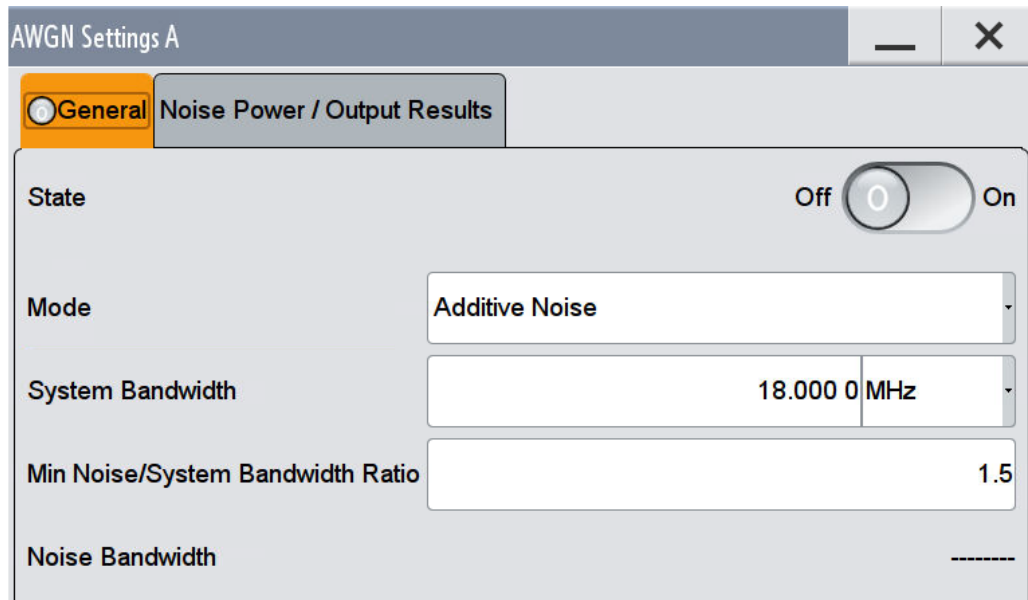 AWGN Settings A
General Noise Power / Output Results
State Off 0 On
Mode Additive Noise
System Bandwidth 18.000 0 MHz
Min Noise/System Bandwidth Ratio 1.5
Noise Bandwidth --------